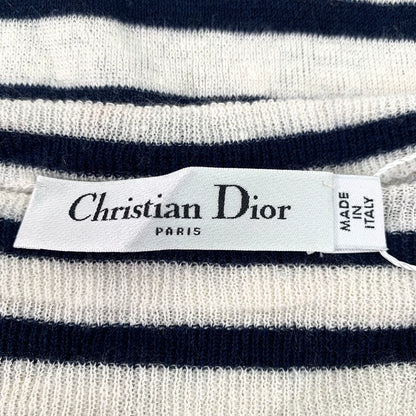 Christian Dior
PARIS
MADE
IN
ITALY